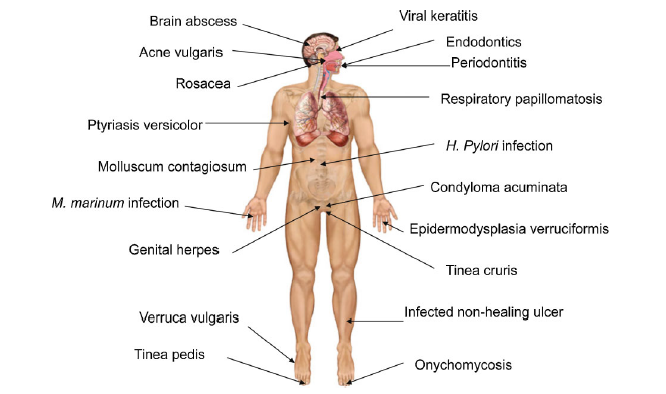 Brain abscess
Viral keratitis
Acne vulgaris
Endodontics
Rosacea
Periodontitis
Respiratory papillomatosis
Ptyriasis versicolor
H. Pylori infection
Molluscum contagiosum
Condyloma acuminata
M. marinum infection
Epidermodysplasia verruciformis
Genital herpes
Tinea cruris
Verruca vulgaris
Infected non-healing ulcer
Tinea pedis
Onychomycosis